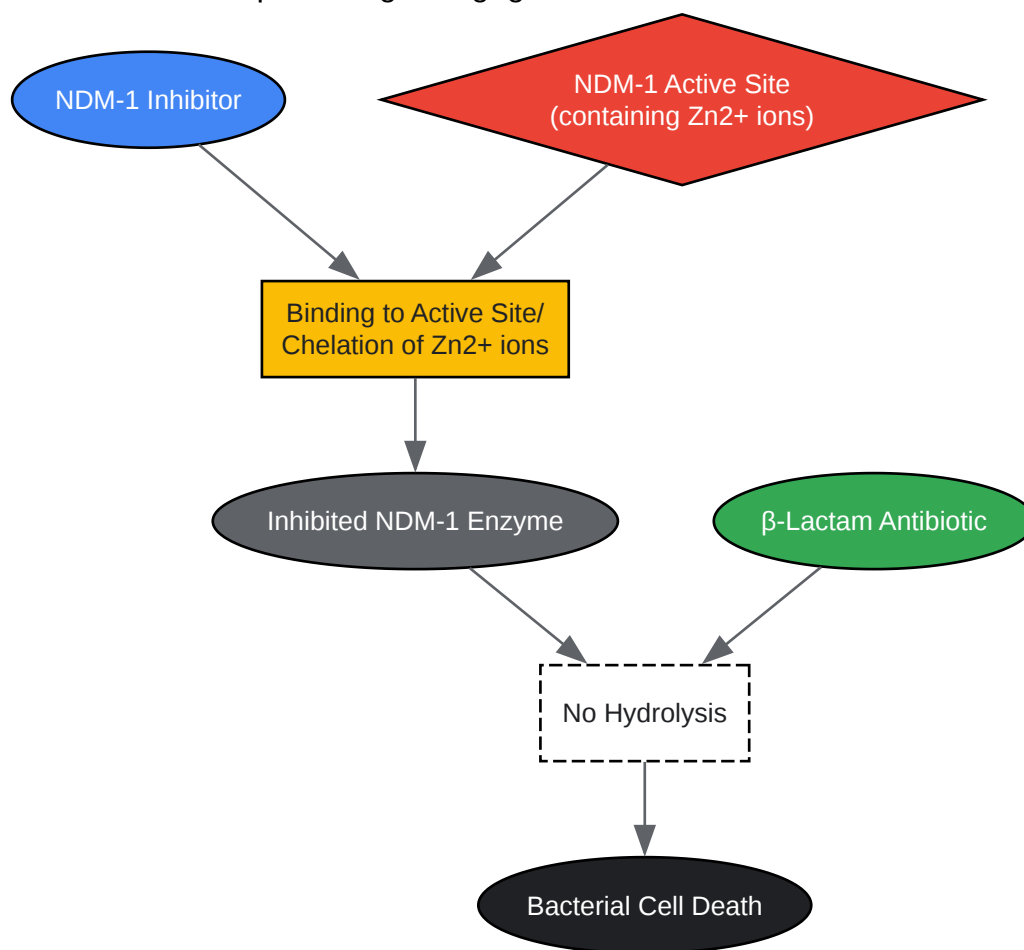 NDM-1 Inhibitor
NDM-1 Active Site
(containing Zn2+ ions)
Binding to Active Site/
Chelation of Zn2+ ions
Inhibited NDM-1 Enzyme
β-Lactam Antibiotic
No Hydrolysis
Bacterial Cell Death